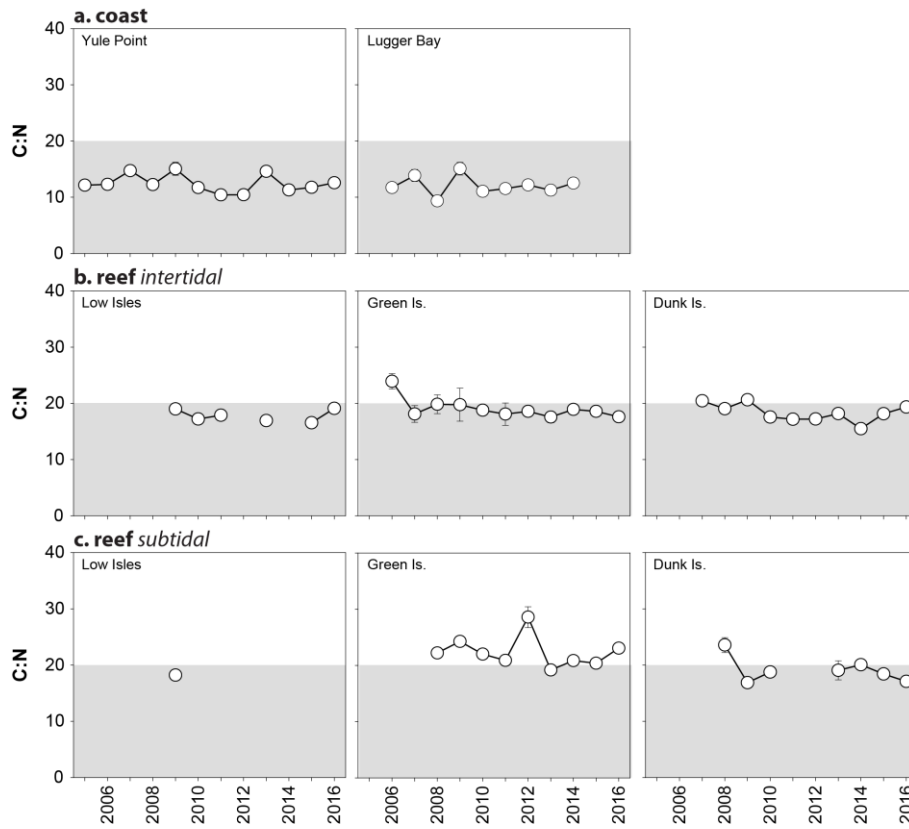 a. coast
40
30
20
10
0
C:N
Yule Point
Lugger Bay
b. reef intertidal
40
30
20
10
0
C:N
Low Isles
Green Is.
Dunk Is.
c. reef subtidal
40
30
20
10
0
C:N
Low Isles
Green Is.
Dunk Is.
2006 2008 2010 2012 2014 2016
2006 2008 2010 2012 2014 2016
2006 2008 2010 2012 2014 2016